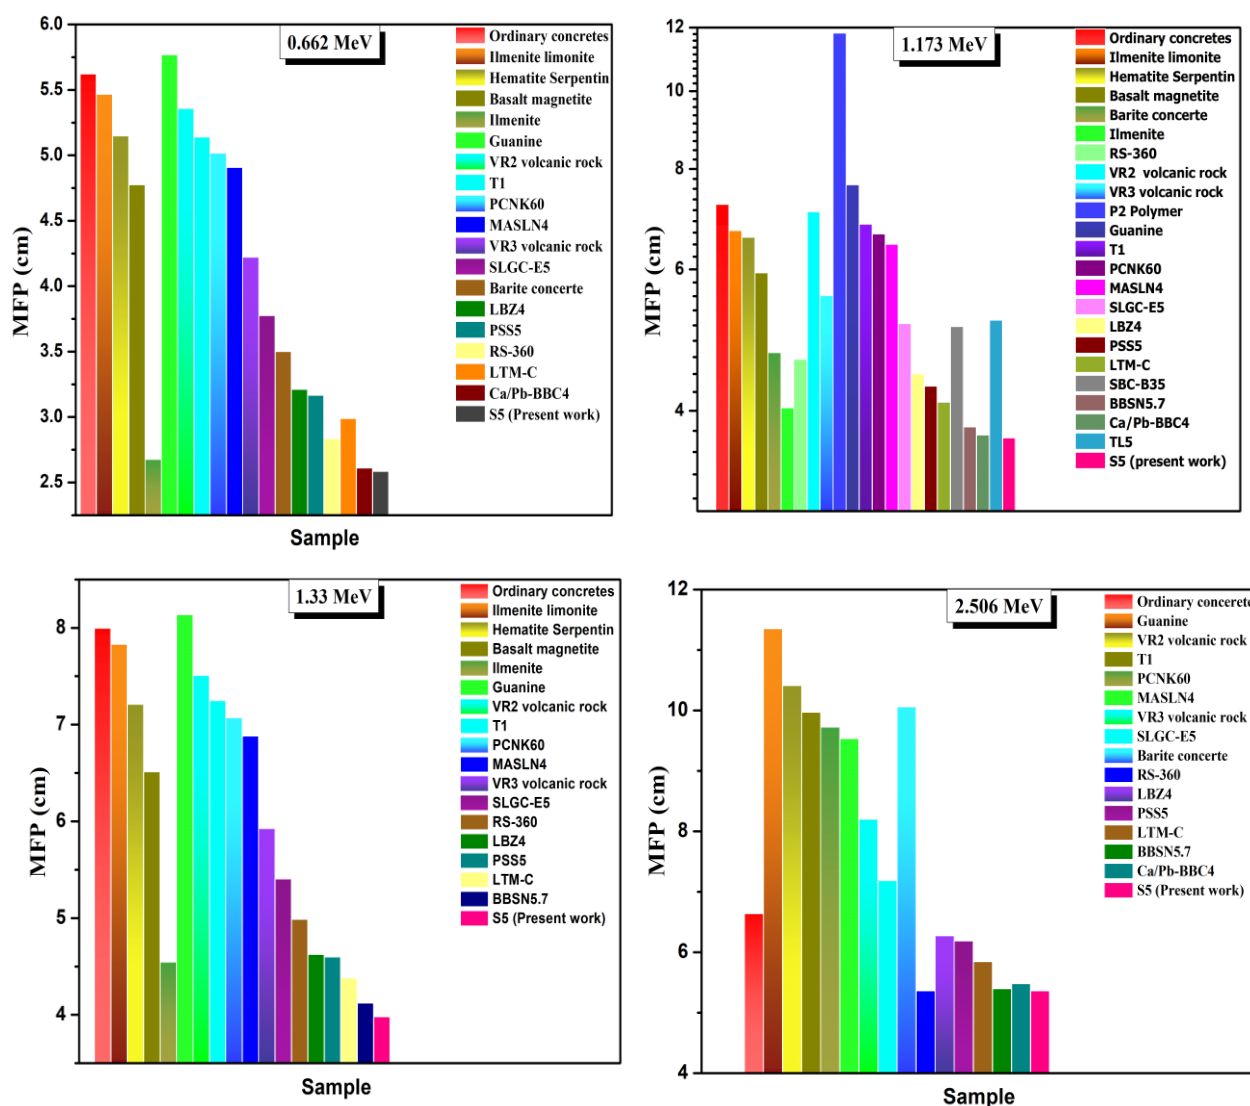 0.662 MeV
MFP (cm)
6.0
5.5
5.0
4.5
4.0
3.5
3.0
2.5
Sample
Ordinary concretes
Ilmenite limonite
Hematite Serpentin
Basalt magnetite
Ilmenite
Guanine
VR2 volcanic rock
T1
PCNK60
MASLN4
VR3 volcanic rock
SLGC-E5
Barite concerte
LBZ4
PSS5
RS-360
LTM-C
Ca/Pb-BBC4
S5 (Present work)
1.173 MeV
MFP (cm)
12
10
8
6
4
Ordinary concretes
Ilmenite limonite
Hematite Serpentin
Basalt magnetite
Barite concerte
Ilmenite
RS-360
VR2 volcanic rock
VR3 volcanic rock
P2 Polymer
Guanine
T1
PCNK60
MASLN4
SLGC-E5
LBZ4
PSS5
LTM-C
SBC-B35
BBSN5.7
Ca/Pb-BBC4
TL5
S5 (present work)
1.33 MeV
MFP (cm)
8
7
6
5
4
Sample
Ordinary concretes
Ilmenite limonite
Hematite Serpentin
Basalt magnetite
Ilmenite
Guanine
VR2 volcanic rock
T1
PCNK60
MASLN4
VR3 volcanic rock
SLGC-E5
RS-360
LBZ4
PSS5
LTM-C
BBSN5.7
S5 (Present work)
2.506 MeV
MFP (cm)
12
10
8
6
4
Sample
Ordinary concerete
Guanine
VR2 volcanic rock
T1
PCNK60
MASLN4
VR3 volcanic rock
SLGC-E5
Barite concerte
RS-360
LBZ4
PSS5
LTM-C
BBSN5.7
Ca/Pb-BBC4
S5 (Present work)